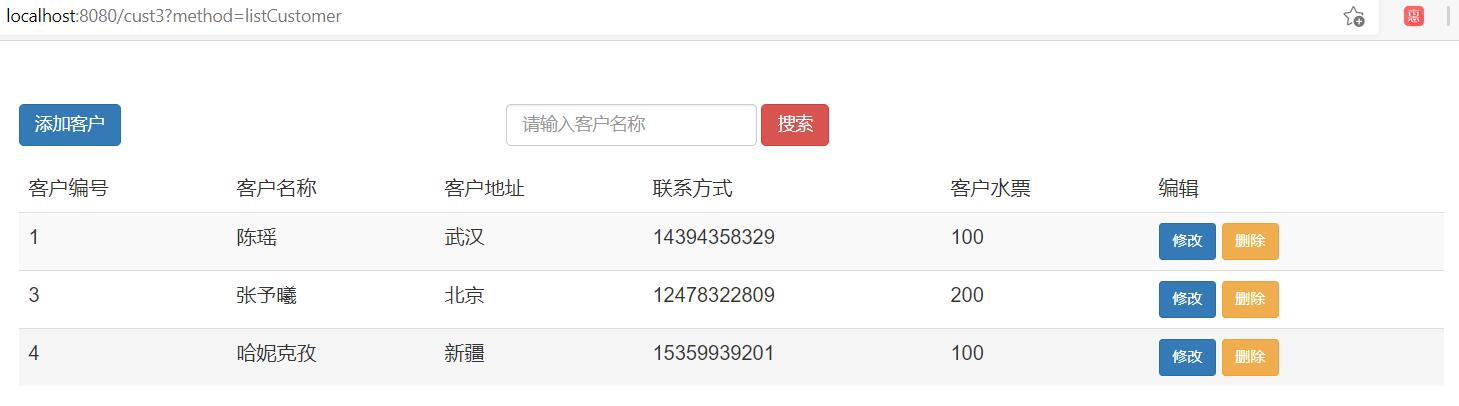 localhost:8080/cust3?method=listCustomer
惠
添加客户 请输入客户名称 搜索
客户编号 客户名称 客户地址 联系方式 客户水票 编辑
1 陈瑶 武汉 14394358329 100 修改 删除
3 张予曦 北京 12478322809 200 修改 删除
4 哈妮克孜 新疆 15359939201 100 修改 删除